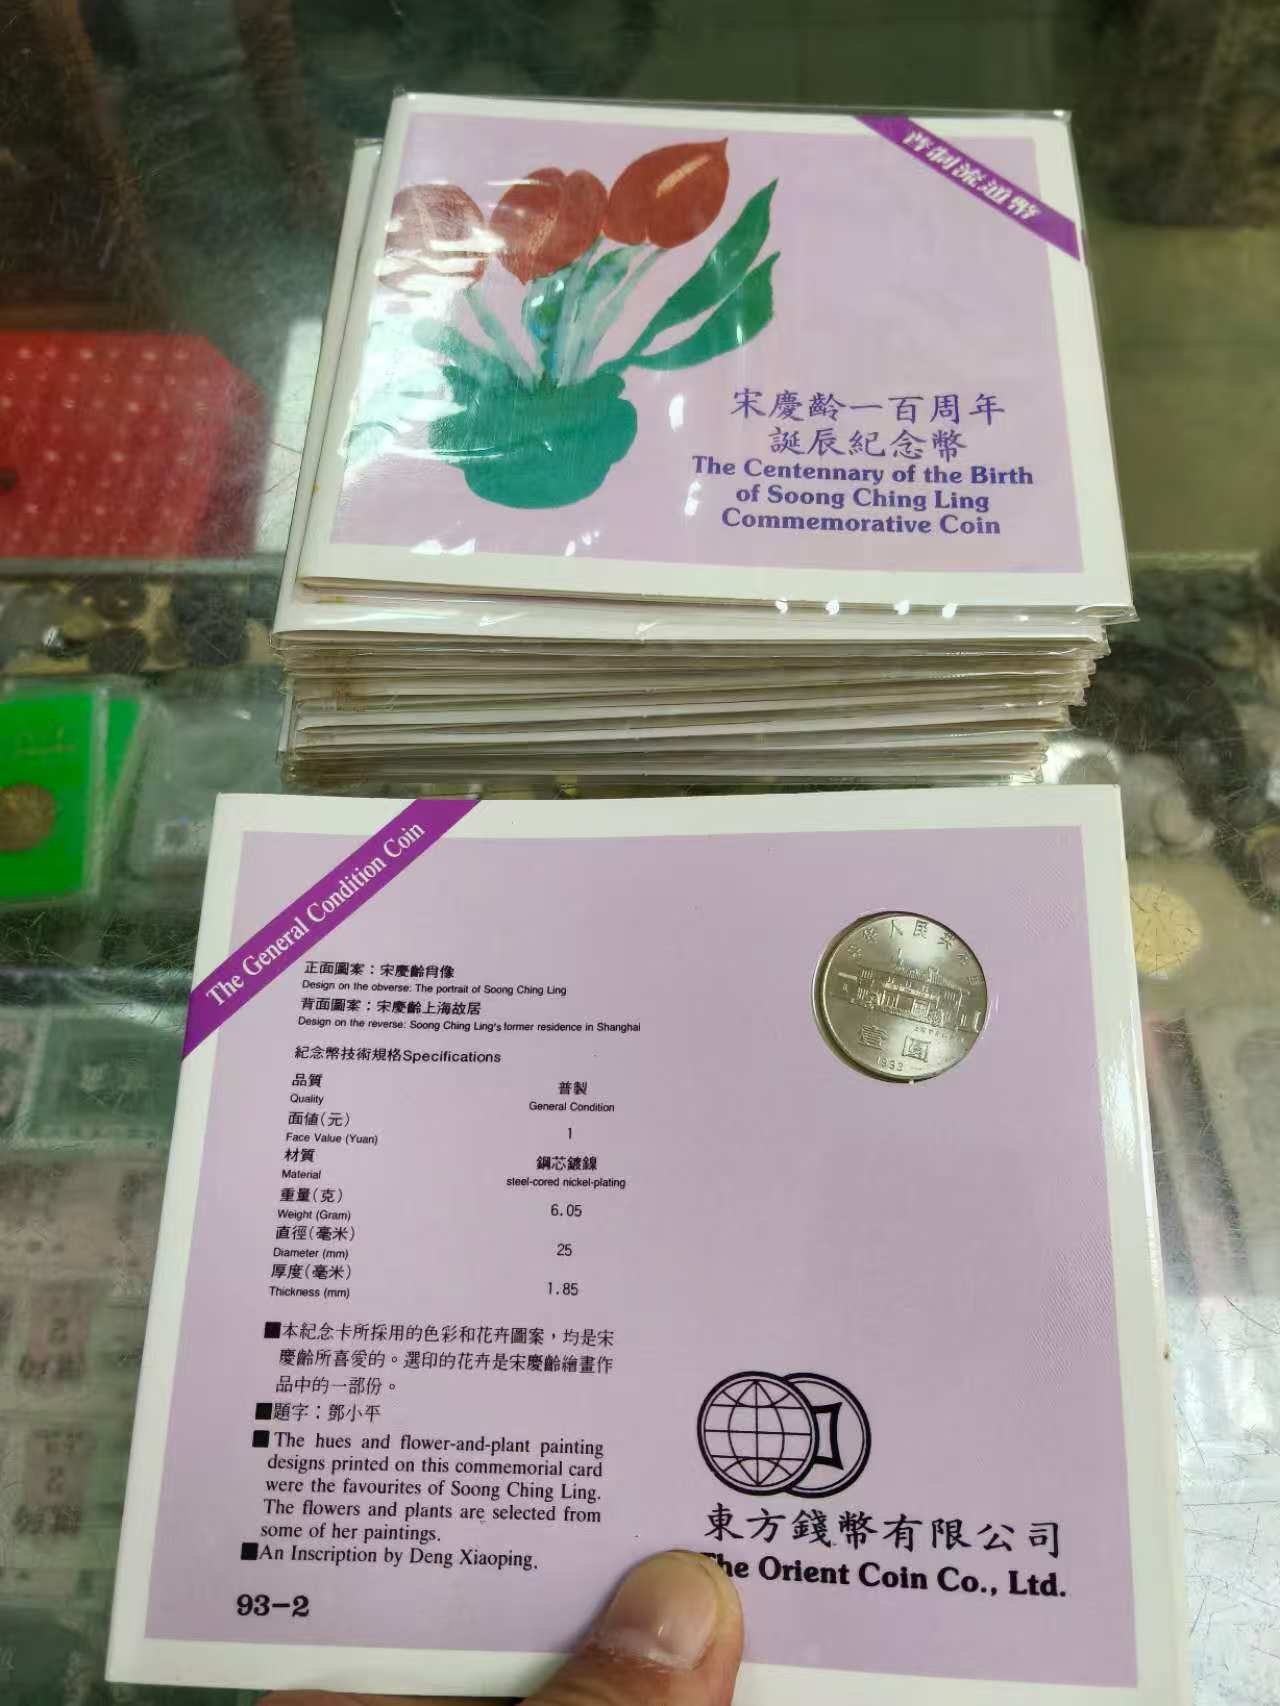 普制流通幣
宋慶齡一百周年
誕辰紀念幣
The Centennary of the Birth
of Soong Ching Ling
Commemorative Coin
The General Condition Coin
正面圖案：宋慶齡肖像
Design on the obverse: The portrait of Soong Ching Ling
背面圖案：宋慶齡上海故居
Design on the reverse: Soong Ching Ling's former residence in Shanghai
紀念幣技術規格Specifications
品質 普製
Quality General Condition
面值(元)
Face Value (Yuan) 1
材質 鋼芯鍍鎳
Material steel-cored nickel-plating
重量(克)
Weight (Gram) 6.05
直徑(毫米)
Diameter (mm) 25
厚度(毫米)
Thickness (mm) 1.85
■本紀念卡所採用的色彩和花卉圖案，均是宋
慶齡所喜愛的。選印的花卉是宋慶齡繪畫作
品中的一部份。
■題字：鄧小平
■The hues and flower-and-plant painting
designs printed on this commemorial card
were the favourites of Soong Ching Ling.
The flowers and plants are selected from
some of her paintings.
■An Inscription by Deng Xiaoping.
93-2
人民共
壹圓
1993
東方錢幣有限公司
The Orient Coin Co., Ltd.